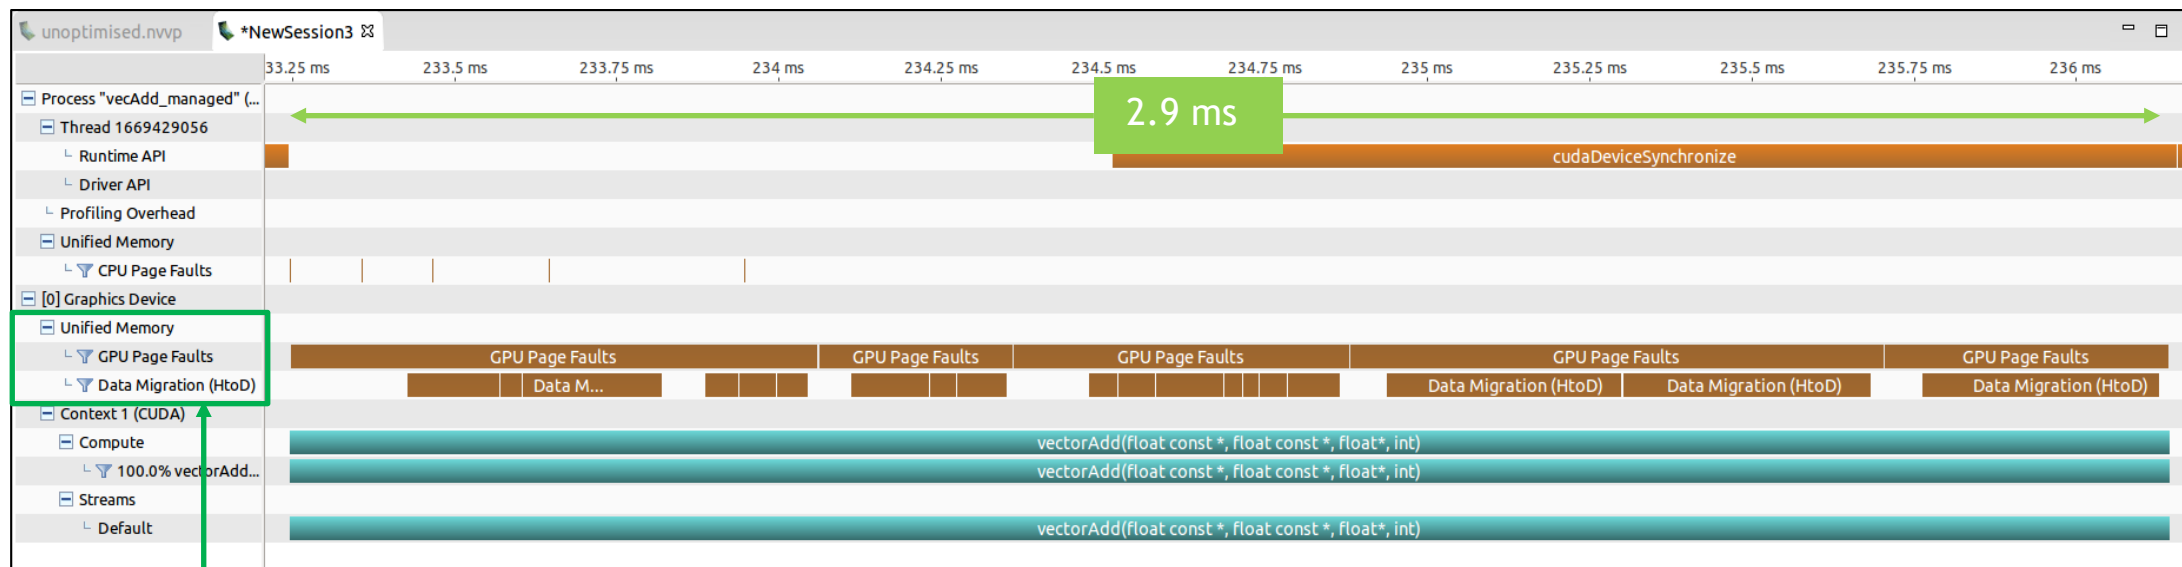 unoptimised.nvvp
*NewSession3
33.25 ms 233.5 ms 233.75 ms 234 ms 234.25 ms 234.5 ms 234.75 ms 235 ms 235.25 ms 235.5 ms 235.75 ms 236 ms
Process "vecAdd_managed" (...
2.9 ms
Thread 1669429056
Runtime API cudaDeviceSynchronize
Driver API
Profiling Overhead
Unified Memory
CPU Page Faults
[0] Graphics Device
Unified Memory
GPU Page Faults GPU Page Faults GPU Page Faults GPU Page Faults GPU Page Faults GPU Page Faults
Data Migration (HtoD) Data M... Data Migration (HtoD) Data Migration (HtoD) Data Migration (HtoD)
Context 1 (CUDA)
Compute vectorAdd(float const *, float const *, float*, int)
100.0% vectorAdd... vectorAdd(float const *, float const *, float*, int)
Streams
Default vectorAdd(float const *, float const *, float*, int)